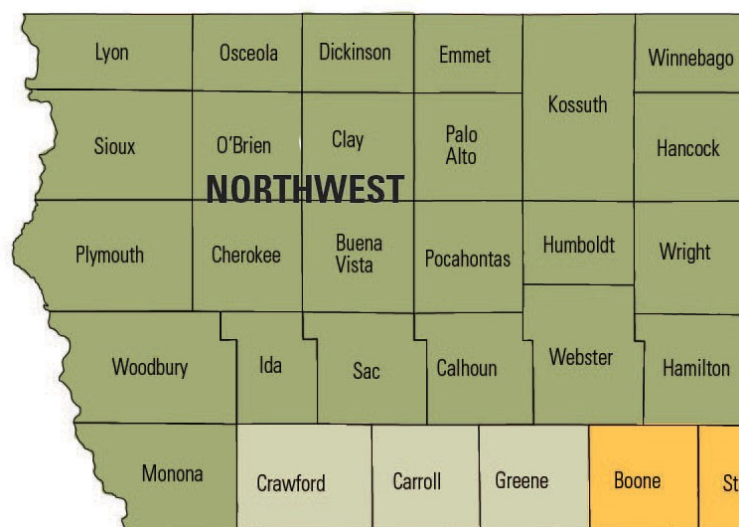 Lyon
Osceola
Dickinson
Emmet
Kossuth
Winnebago
Sioux
O'Brien
Clay
Palo
Alto
Hancock
NORTHWEST
Plymouth
Cherokee
Buena
Vista
Pocahontas
Humboldt
Wright
Woodbury
Ida
Sac
Calhoun
Webster
Hamilton
Monona
Crawford
Carroll
Greene
Boone
St